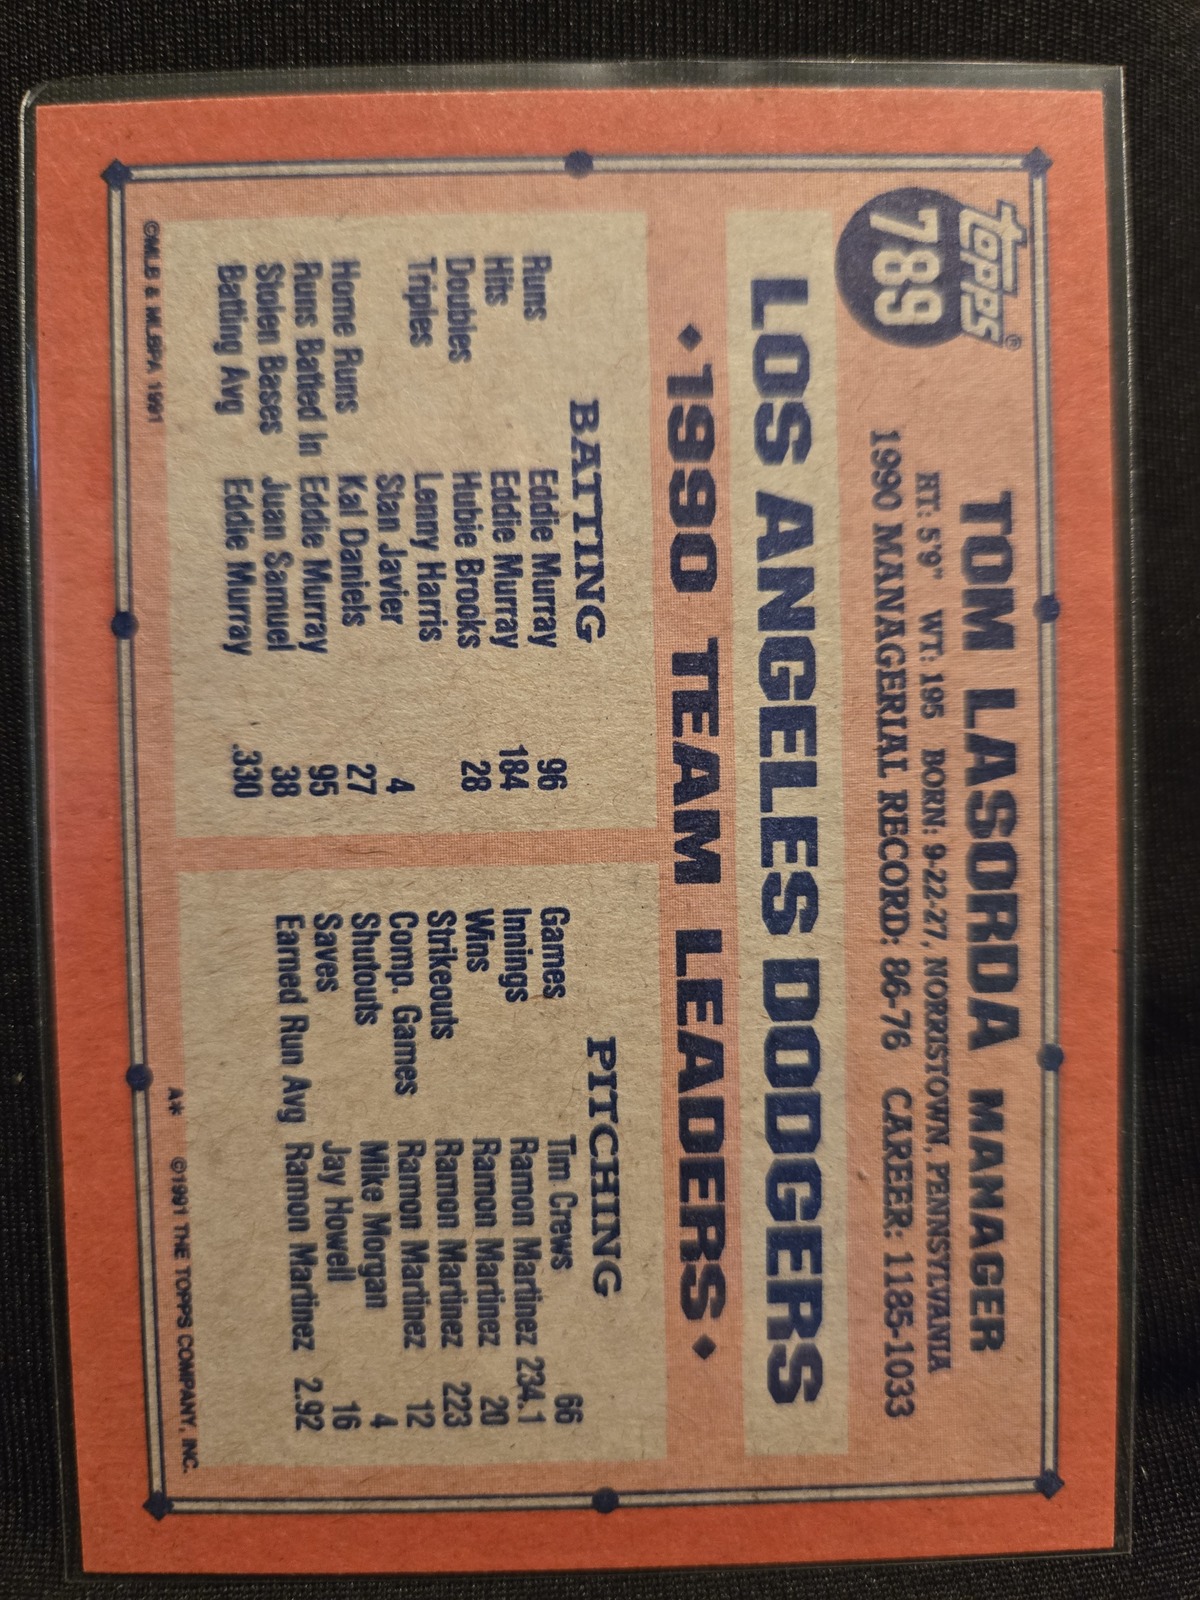 topps®
789
TOM LASORDA MANAGER
HT: 5'9" WT: 195 BORN: 9-22-27, NORRISTOWN, PENNSYLVANIA
1990 MANAGERIAL RECORD: 86-76 CAREER: 1185-1033
LOS ANGELES DODGERS
♦1990 TEAM LEADERS♦
BATTING
Runs Eddie Murray 96
Hits Eddie Murray 184
Doubles Hubie Brooks 28
Triples Lenny Harris
Stan Javier 4
Home Runs Kal Daniels 27
Runs Batted In Eddie Murray 95
Stolen Bases Juan Samuel 38
Batting Avg Eddie Murray .330
PITCHING
Games Tim Crews 66
Innings Ramon Martinez 234.1
Wins Ramon Martinez 20
Strikeouts Ramon Martinez 223
Comp. Games Ramon Martinez 12
Shutouts Mike Morgan 4
Saves Jay Howell 16
Earned Run Avg Ramon Martinez 2.92
©MLB & MLBPA 1991
A* ©1991 THE TOPPS COMPANY, INC.